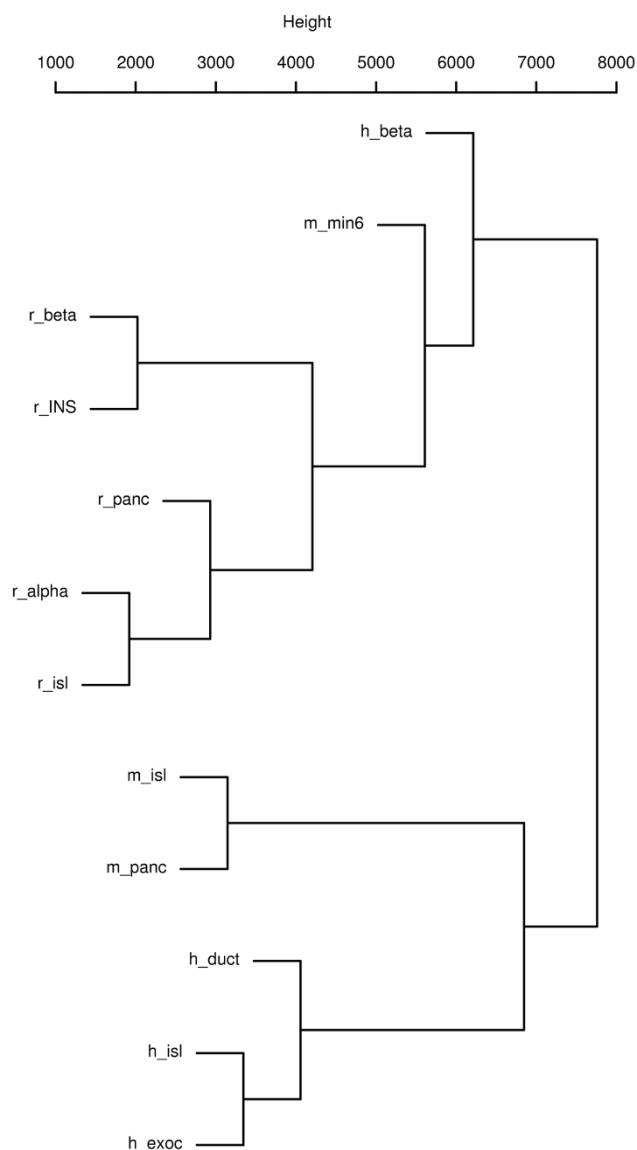 Height
1000 2000 3000 4000 5000 6000 7000 8000
h_beta
m_min6
r_beta
r_INS
r_panc
r_alpha
r_isl
m_isl
m_panc
h_duct
h_isl
h_exoc